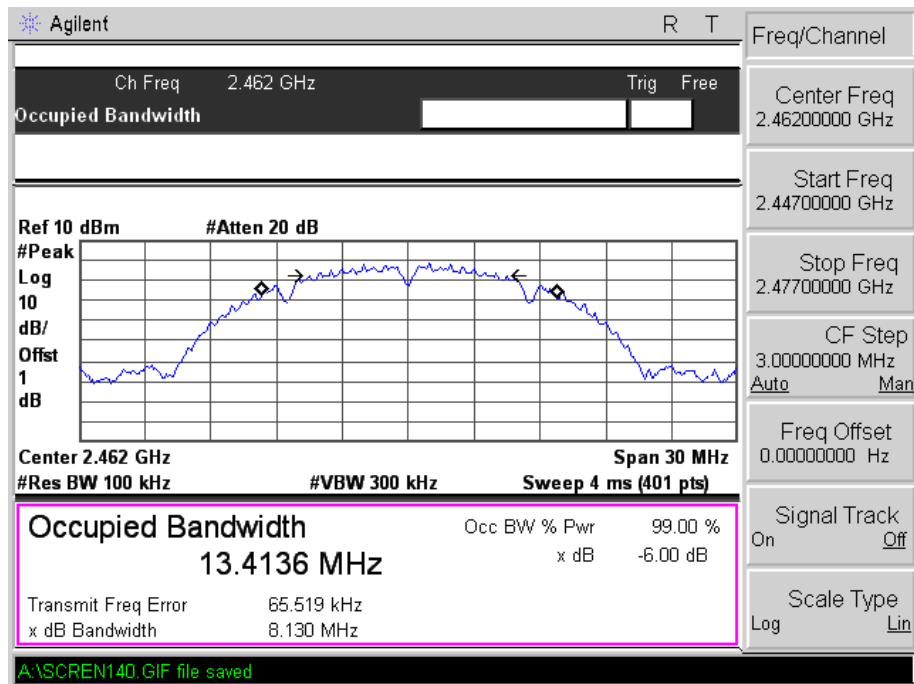 Agilent R T
Ch Freq 2.462 GHz Trig Free
Occupied Bandwidth
Ref 10 dBm #Atten 20 dB
#Peak
Log
10
dB/
Offst
1
dB
Center 2.462 GHz Span 30 MHz
#Res BW 100 kHz #VBW 300 kHz Sweep 4 ms (401 pts)
Occupied Bandwidth Occ BW % Pwr 99.00 %
13.4136 MHz x dB -6.00 dB
Transmit Freq Error 65.519 kHz
x dB Bandwidth 8.130 MHz
A:\SCREN140.GIF file saved
Freq/Channel
Center Freq
2.46200000 GHz
Start Freq
2.44700000 GHz
Stop Freq
2.47700000 GHz
CF Step
3.00000000 MHz
Auto Man
Freq Offset
0.00000000 Hz
Signal Track
On Off
Scale Type
Log Lin